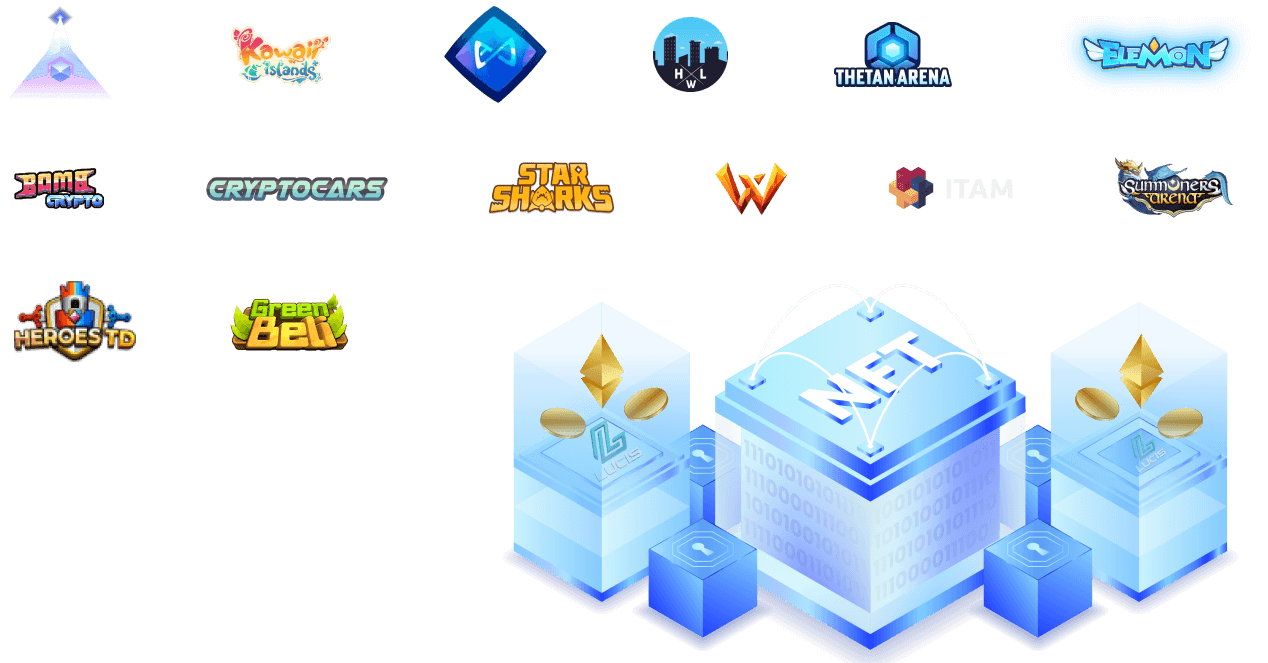 Kawaii
islands
H L
W
THETAN ARENA
ELEMON
BOMB
CRYPTO
CRYPTOCARS
STAR
SHARKS
W
ITAM
SUMMONERS
ARENA
HEROES TD
Green
Beli
NFT
LUCIS
LUCIS